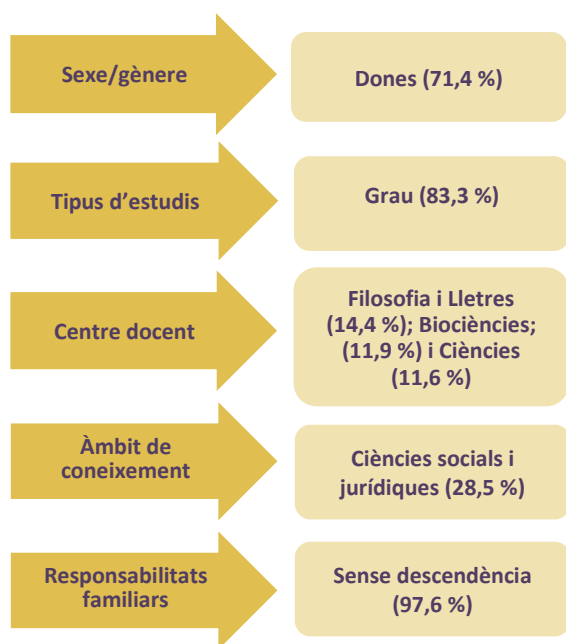 Sexe/gènere
Dones (71,4 %)
Tipus d’estudis
Grau (83,3 %)
Centre docent
Filosofia i Lletres
(14,4 %); Biociències;
(11,9 %) i Ciències
(11,6 %)
Àmbit de
coneixement
Ciències socials i
jurídiques (28,5 %)
Responsabilitats
familiars
Sense descendència
(97,6 %)